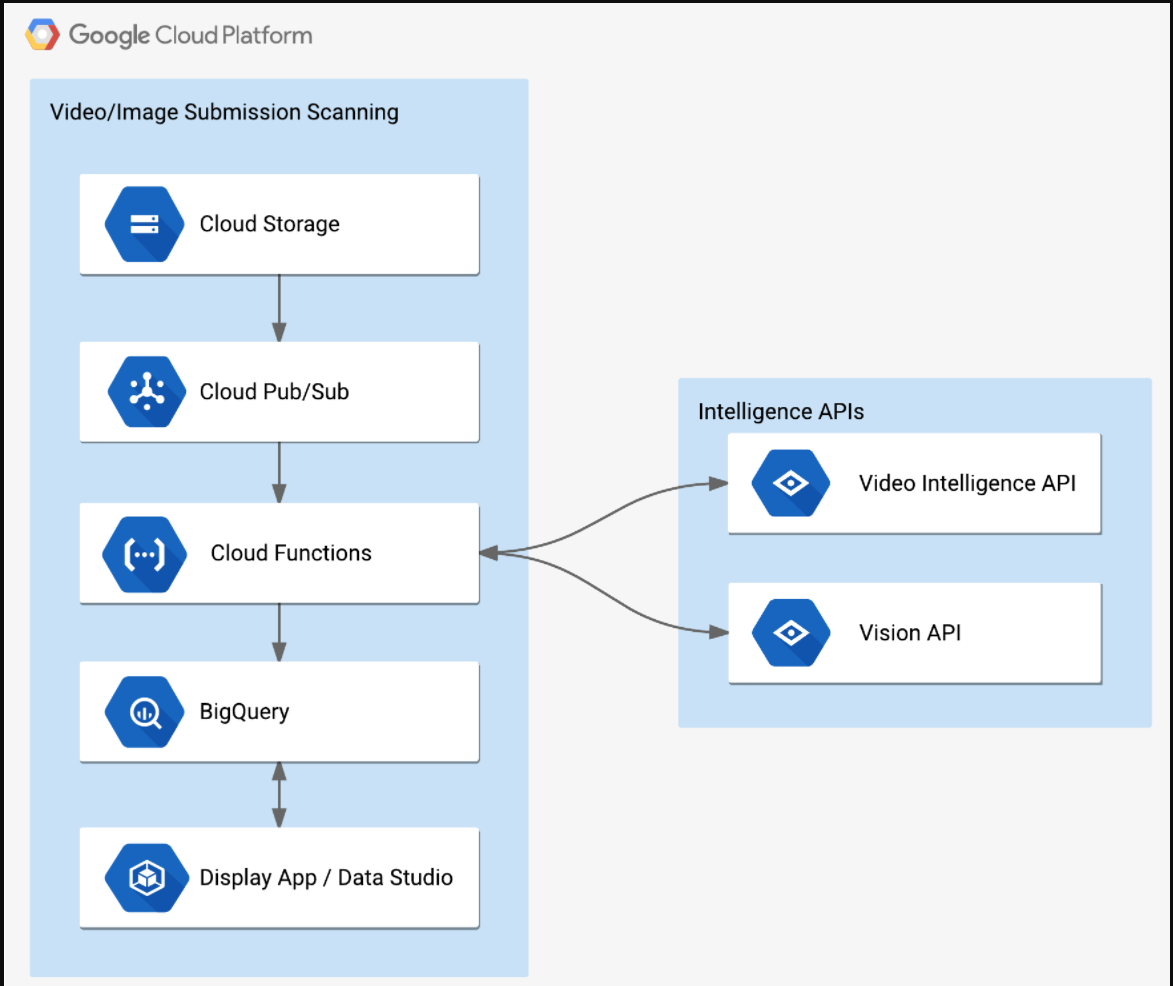 Google Cloud Platform
Video/Image Submission Scanning
Cloud Storage
Cloud Pub/Sub
Cloud Functions
BigQuery
Display App / Data Studio
Intelligence APIs
Video Intelligence API
Vision API